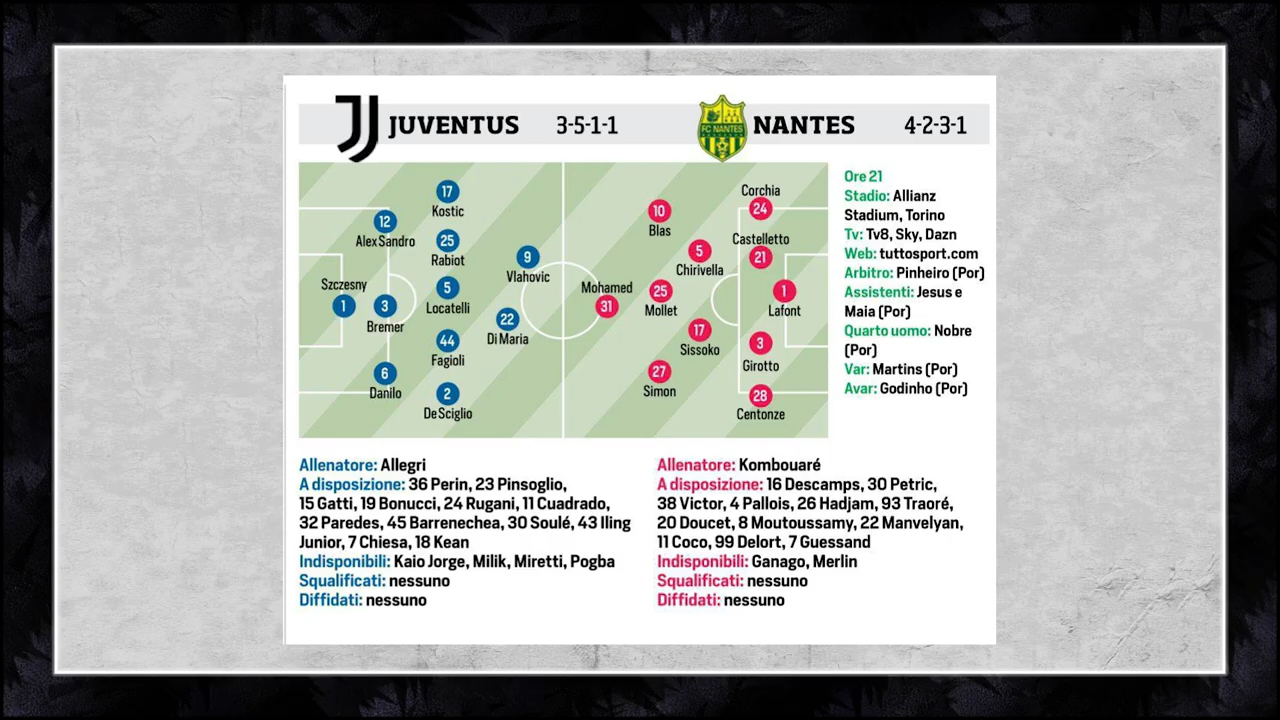 JUVENTUS 3-5-1-1
FC NANTES
NANTES 4-2-3-1
17
Kostic
12
Alex Sandro
25
Rabiot
9
Vlahovic
Szczesny
1
3
Bremer
5
Locatelli
22
Di Maria
44
Fagioli
6
Danilo
2
De Sciglio
Corchia
24
10
Blas
Castelletto
21
5
Chirivella
Mohamed
31
25
Mollet
1
Lafont
17
Sissoko
3
Girotto
27
Simon
28
Centonze
Ore 21
Stadio: Allianz
Stadium, Torino
Tv: Tv8, Sky, Dazn
Web: tuttosport.com
Arbitro: Pinheiro (Por)
Assistenti: Jesus e
Maia (Por)
Quarto uomo: Nobre
(Por)
Var: Martins (Por)
Avar: Godinho (Por)
Allenatore: Allegri
A disposizione: 36 Perin, 23 Pinsoglio,
15 Gatti, 19 Bonucci, 24 Rugani, 11 Cuadrado,
32 Paredes, 45 Barrenechea, 30 Soulé, 43 Iling
Junior, 7 Chiesa, 18 Kean
Indisponibili: Kaio Jorge, Milik, Miretti, Pogba
Squalificati: nessuno
Diffidati: nessuno
Allenatore: Kombouaré
A disposizione: 16 Descamps, 30 Petric,
38 Victor, 4 Pallois, 26 Hadjam, 93 Traoré,
20 Doucet, 8 Moutoussamy, 22 Manvelyan,
11 Coco, 99 Delort, 7 Guessand
Indisponibili: Ganago, Merlin
Squalificati: nessuno
Diffidati: nessuno